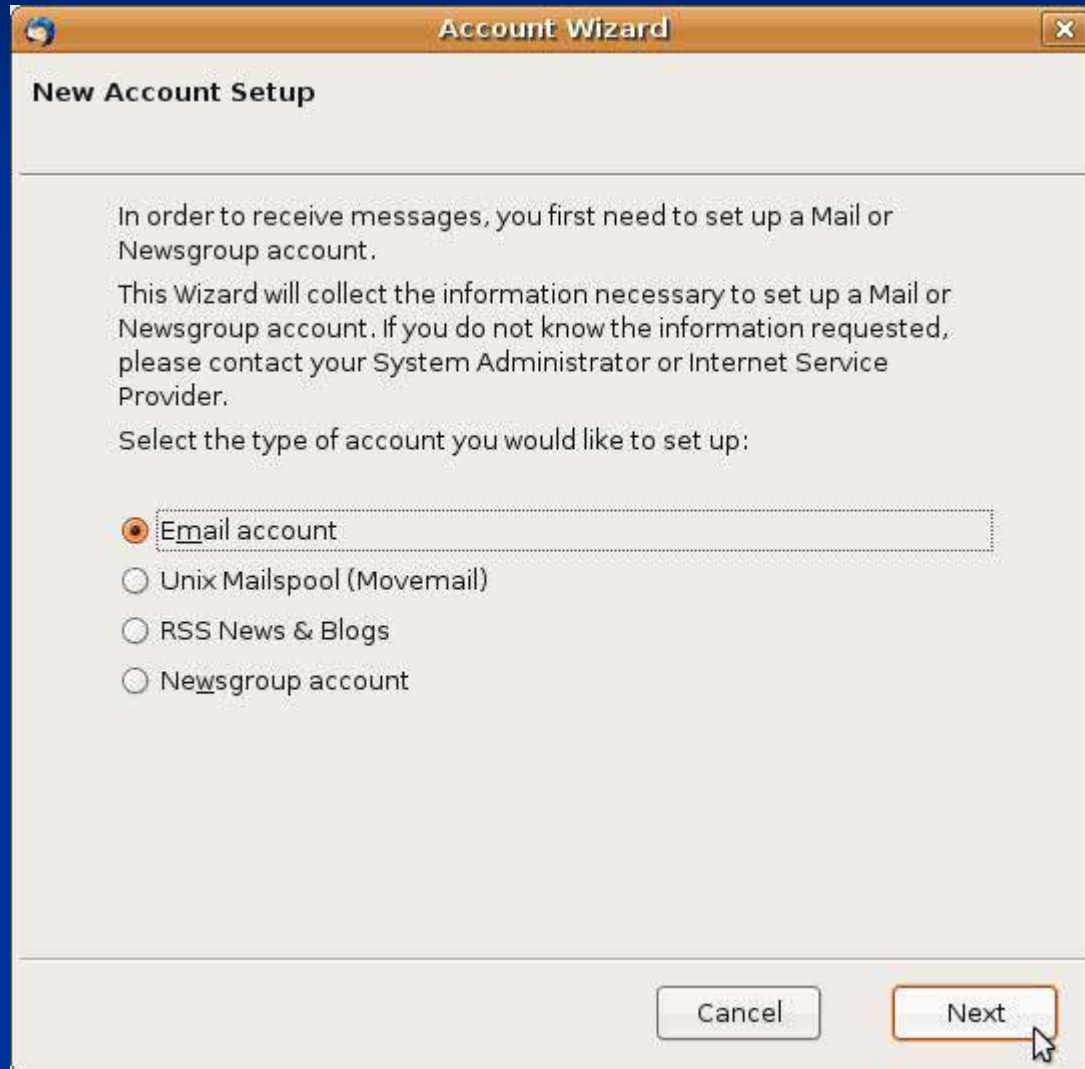 Account Wizard
New Account Setup
In order to receive messages, you first need to set up a Mail or
Newsgroup account.
This Wizard will collect the information necessary to set up a Mail or
Newsgroup account. If you do not know the information requested,
please contact your System Administrator or Internet Service
Provider.
Select the type of account you would like to set up:
Email account
Unix Mailspool (Movemail)
RSS News & Blogs
Newsgroup account
Cancel
Next